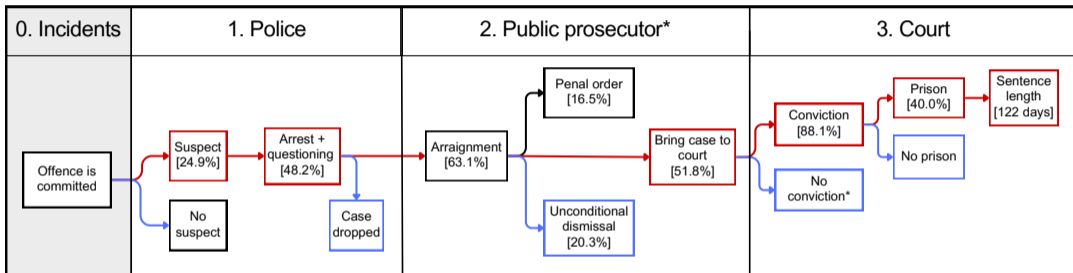 0. Incidents
1. Police
2. Public prosecutor*
3. Court
Offence is
committed
Suspect
[24.9%]
No
suspect
Arrest +
questioning
[48.2%]
Case
dropped
Arraignment
[63.1%]
Penal order
[16.5%]
Unconditional
dismissal
[20.3%]
Bring case to
court
[51.8%]
Conviction
[88.1%]
No
conviction*
Prison
[40.0%]
No prison
Sentence
length
[122 days]